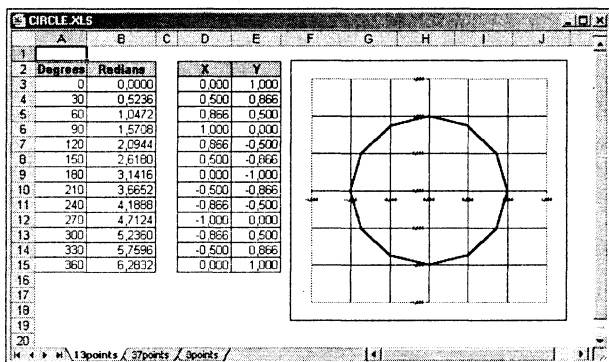 CIRCLE.XLS
A B C D E F G H I J
1
2 Degrees Radians X Y
3 0 0,0000 0,000 1,000
4 30 0,5236 0,500 0,866
5 60 1,0472 0,866 0,500
6 90 1,5708 1,000 0,000
7 120 2,0944 0,866 -0,500
8 150 2,6180 0,500 -0,866
9 180 3,1416 0,000 -1,000
10 210 3,6652 -0,500 -0,866
11 240 4,1888 -0,866 -0,500
12 270 4,7124 -1,000 0,000
13 300 5,2360 -0,866 0,500
14 330 5,7596 -0,500 0,866
15 360 6,2832 0,000 1,000
16
17
18
19
20
13points / 37points / 9points /